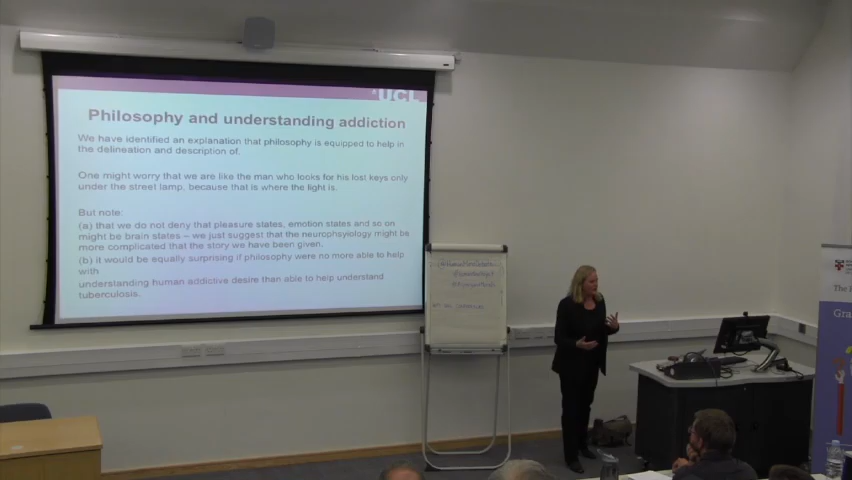 UCL
Philosophy and understanding addiction
We have identified an explanation that philosophy is equipped to help in
the delineation and description of.
One might worry that we are like the man who looks for his lost keys only
under the street lamp, because that is where the light is.
But note:
(a) that we do not deny that pleasure states, emotion states and so on
might be brain states – we just suggest that the neurophsyiology might be
more complicated that the story we have been given.
(b) it would be equally surprising if philosophy were no more able to help
with
understanding human addictive desire than able to help understand
tuberculosis.
Gra